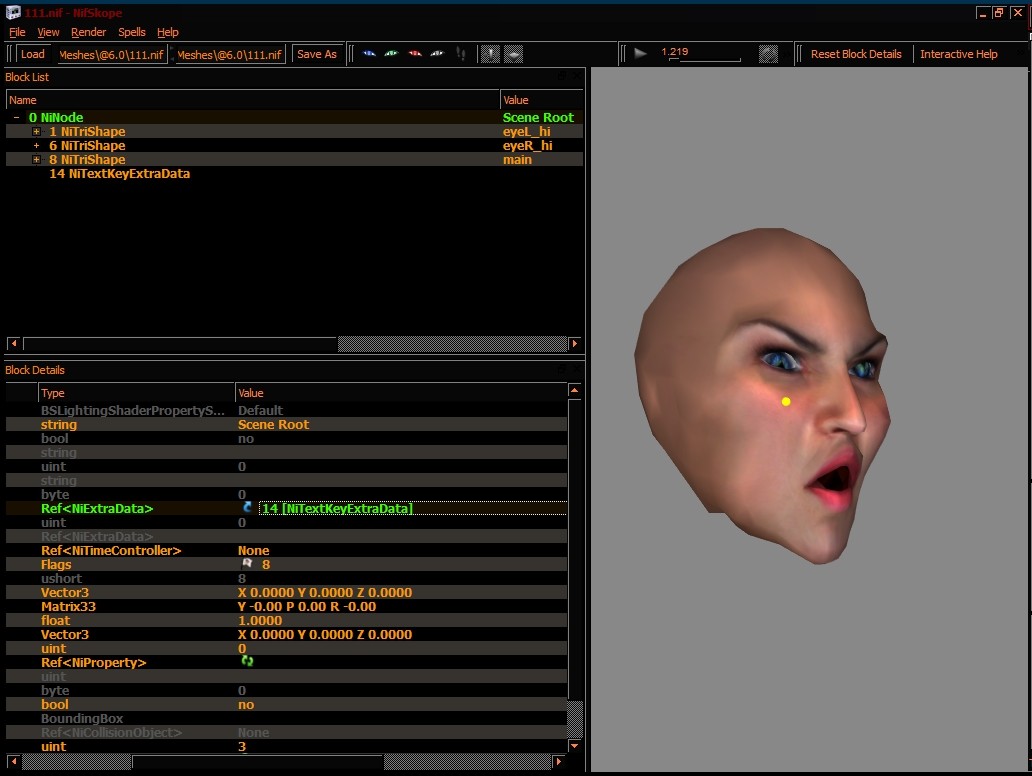 111.nif - NifSkope
File View Render Spells Help
Load Meshes\@6.0\111.nif Meshes\@6.0\111.nif Save As 1.219 Reset Block Details Interactive Help
Block List
Name Value
0 NiNode Scene Root
1 NiTriShape eyeL_hi
6 NiTriShape eyeR_hi
8 NiTriShape main
14 NiTextKeyExtraData
Block Details
Type Value
BSLightingShaderPropertyS... Default
string Scene Root
bool no
string
uint 0
string
byte 0
Ref<NiExtraData> 14 [NiTextKeyExtraData]
uint 0
Ref<NiExtraData>
Ref<NiTimeController> None
Flags 8
ushort 8
Vector3 X 0.0000 Y 0.0000 Z 0.0000
Matrix33 Y -0.00 P 0.00 R -0.00
float 1.0000
Vector3 X 0.0000 Y 0.0000 Z 0.0000
uint 0
Ref<NiProperty>
uint
byte 0
bool no
BoundingBox
Ref<NiCollisionObject> None
uint 3